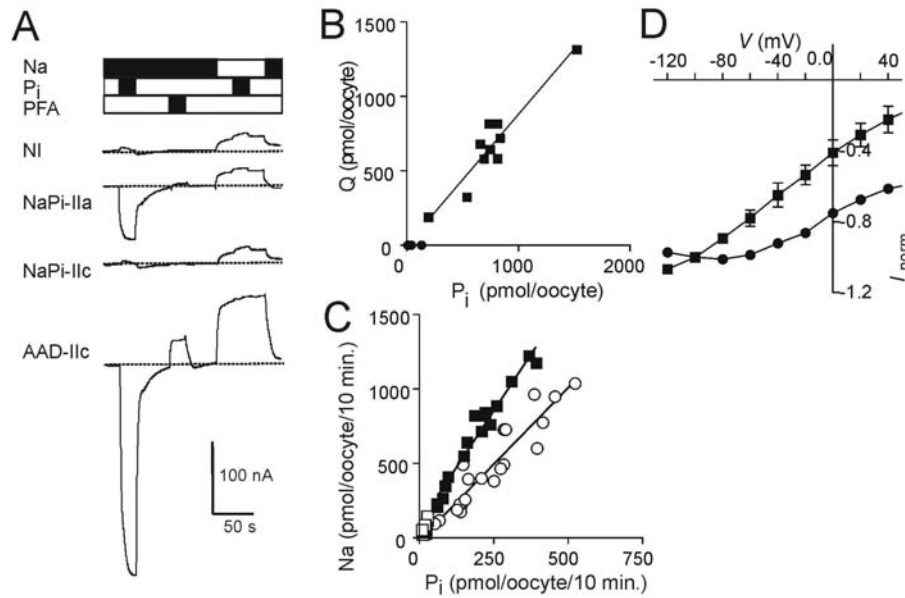 A
Na
Pi
PFA
NI
NaPi-IIa
NaPi-IIc
AAD-IIc
100 nA
50 s
B
Q (pmol/oocyte)
1500
1000
500
0
0
1000
2000
Pi (pmol/oocyte)
C
Na (pmol/oocyte/10 min.)
1500
1000
500
0
0
250
500
750
Pi (pmol/oocyte/10 min.)
D
V (mV)
-120
-80
-40
0.0
40
-0.4
-0.8
-1.2
I norm